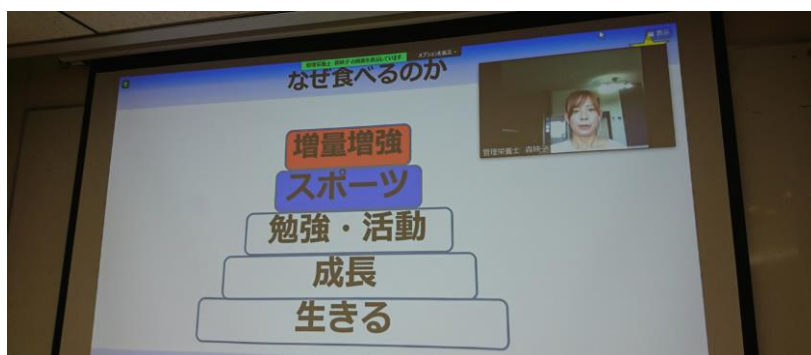 なぜ食べるのか
増量増強
スポーツ
勉強・活動
成長
生きる
管理栄養士